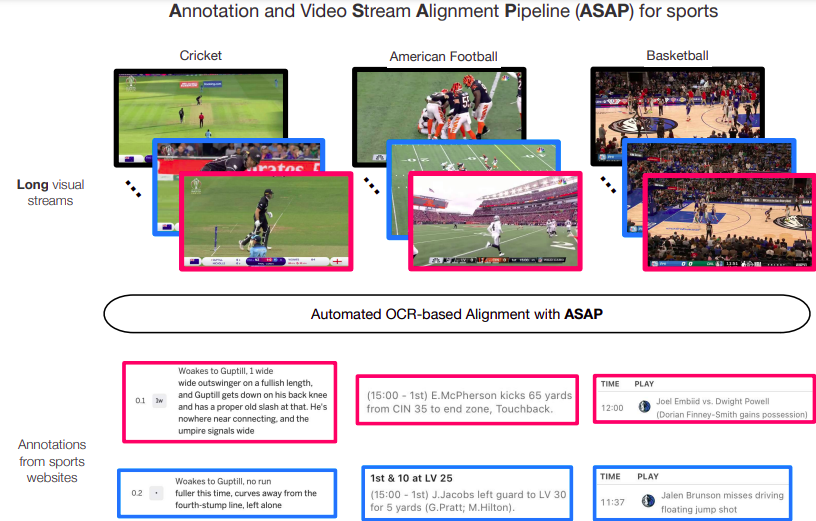 Annotation and Video Stream Alignment Pipeline (ASAP) for sports
Cricket
American Football
Basketball
Long visual
streams
Automated OCR-based Alignment with ASAP
Annotations
from sports
websites
0.1
1w
Woakes to Guptill, 1 wide
wide outswinger on a fullish length,
and Guptill gets down on his back knee
and has a proper old slash at that. He's
nowhere near connecting, and the
umpire signals wide
(15:00 - 1st) E.McPherson kicks 65 yards
from CIN 35 to end zone, Touchback.
TIME PLAY
12:00
Joel Embiid vs. Dwight Powell
(Dorian Finney-Smith gains possession)
0.2
Woakes to Guptill, no run
fuller this time, curves away from the
fourth-stump line, left alone
1st & 10 at LV 25
(15:00 - 1st) J.Jacobs left guard to LV 30
for 5 yards (G.Pratt; M.Hilton).
TIME PLAY
11:37
Jalen Brunson misses driving
floating jump shot